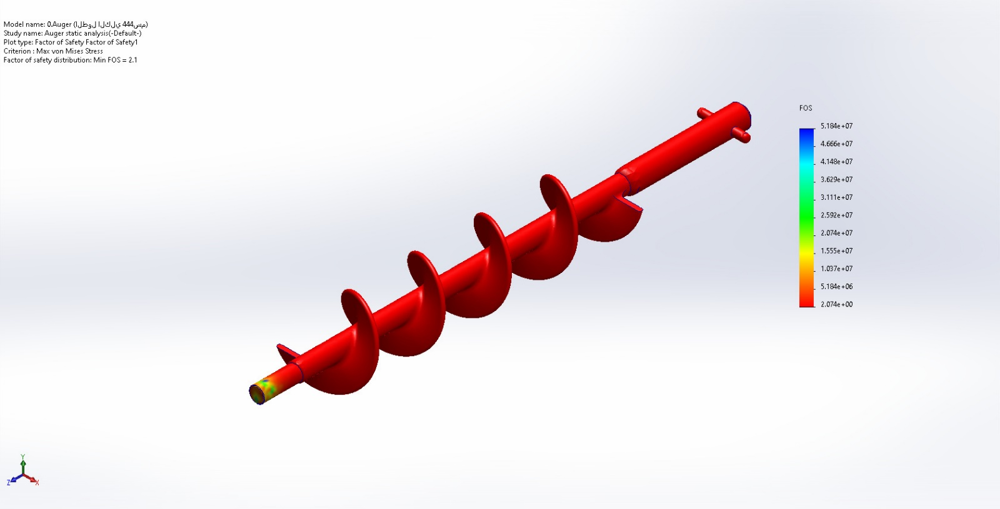 Model name: 0.Auger (الطول الكلي 444سم)
Study name: Auger static analysis(-Default-)
Plot type: Factor of Safety Factor of Safety1
Criterion : Max von Mises Stress
Factor of safety distribution: Min FOS = 2.1
FOS
5.184e+07
4.666e+07
4.148e+07
3.629e+07
3.111e+07
2.592e+07
2.074e+07
1.555e+07
1.037e+07
5.184e+06
2.074e+00
Y
Z
X